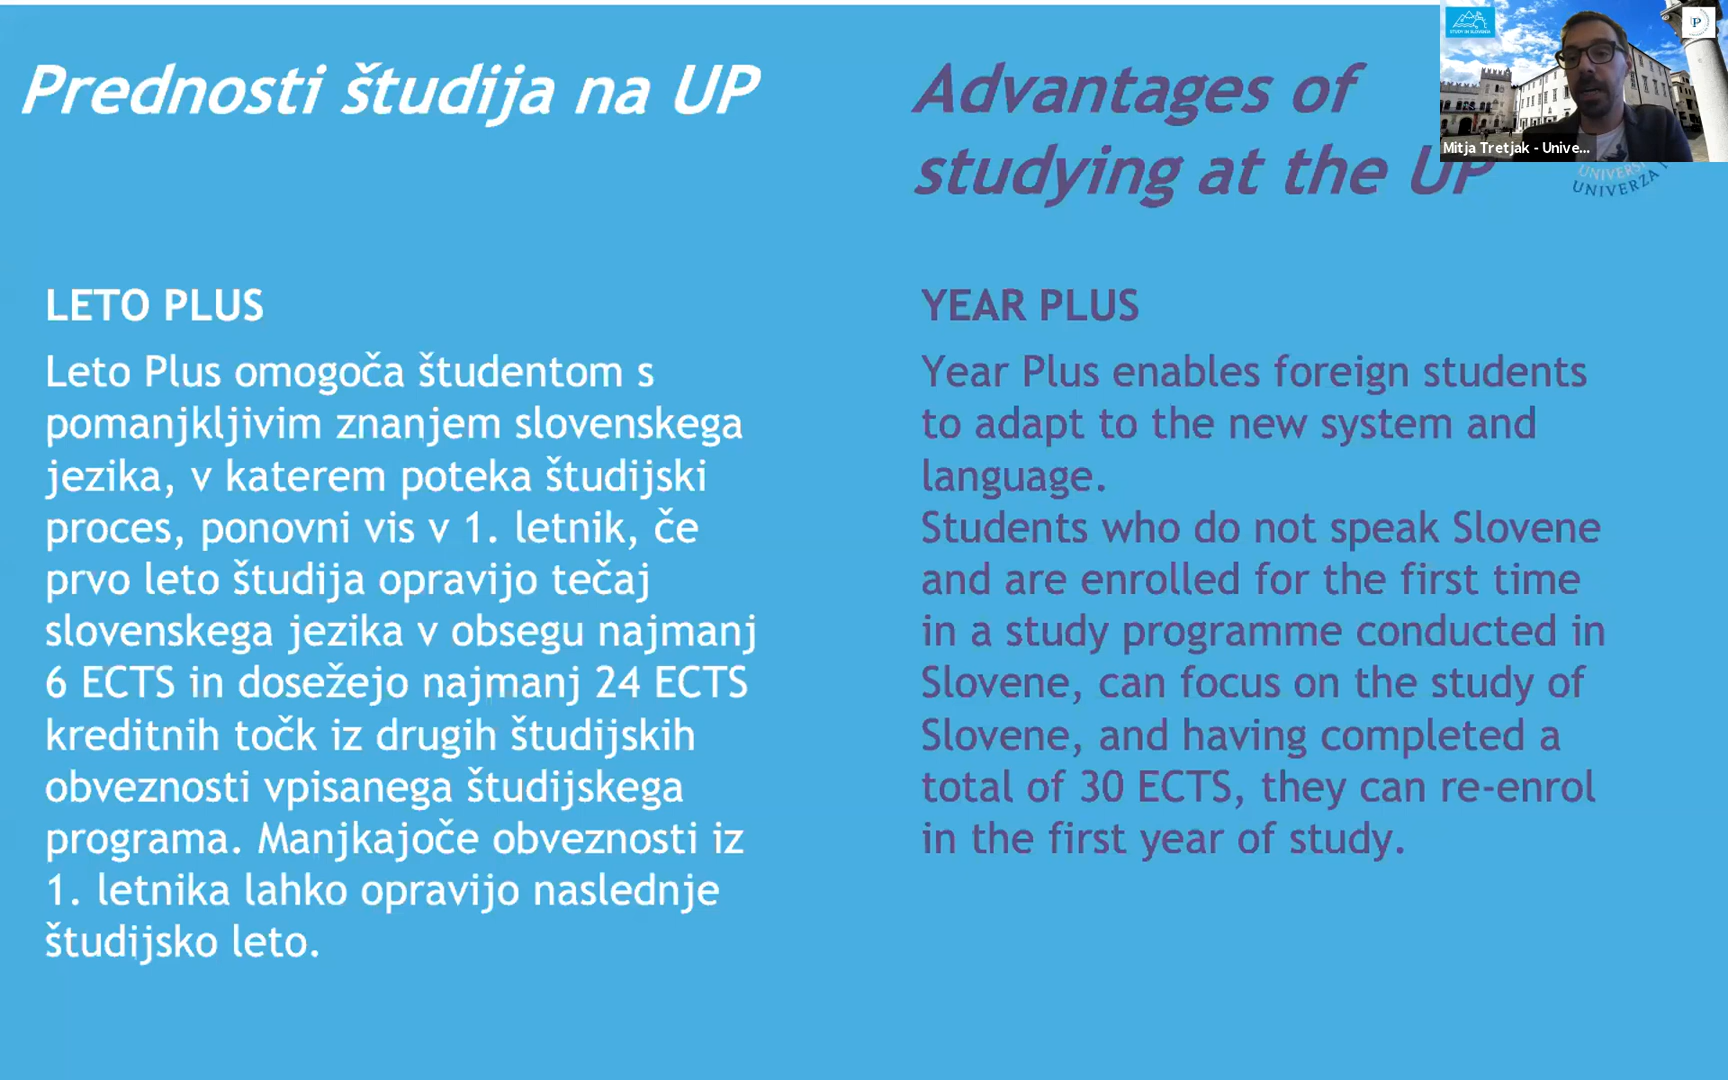 Prednosti študija na UP
LETO PLUS
Leto Plus omogoča študentom s
pomanjkljivim znanjem slovenskega
jezika, v katerem poteka študijski
proces, ponovni vis v 1. letnik, če
prvo leto študija opravijo tečaj
slovenskega jezika v obsegu najmanj
6 ECTS in dosežejo najmanj 24 ECTS
kreditnih točk iz drugih študijskih
obveznosti vpisanega študijskega
programa. Manjkajoče obveznosti iz
1. letnika lahko opravijo naslednje
študijsko leto.
Advantages of
studying at the UP
YEAR PLUS
Year Plus enables foreign students
to adapt to the new system and
language.
Students who do not speak Slovene
and are enrolled for the first time
in a study programme conducted in
Slovene, can focus on the study of
Slovene, and having completed a
total of 30 ECTS, they can re-enrol
in the first year of study.
STUDY IN SLOVENIA
P
Mitja Tretjak - Unive...
UNIVERZA